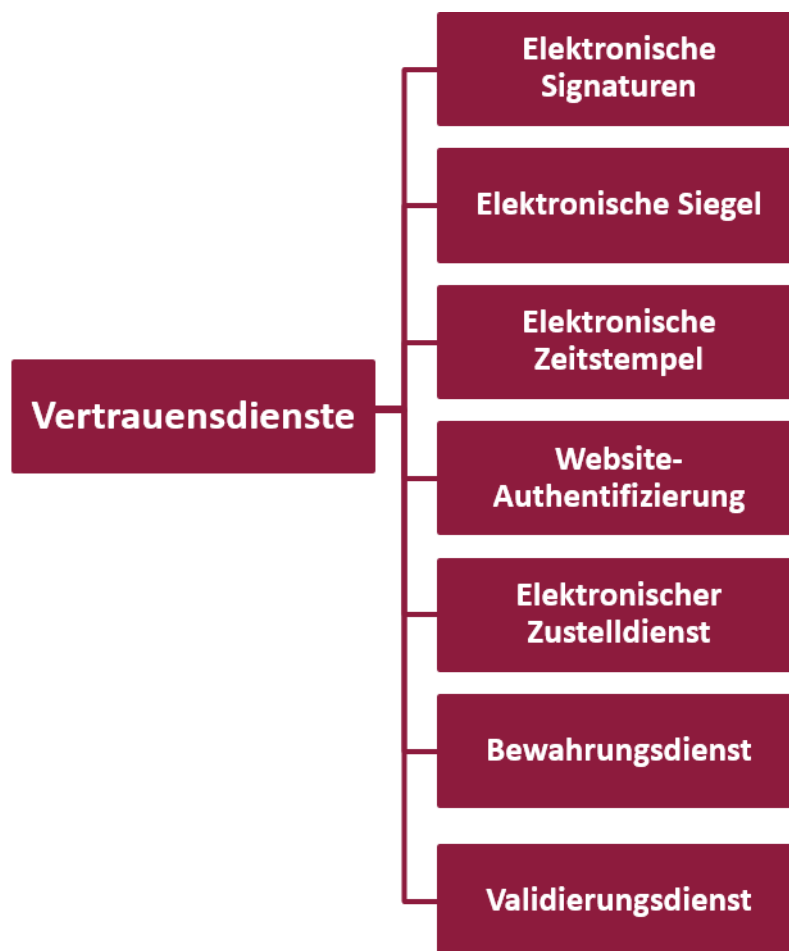 Elektronische
Signaturen
Elektronische Siegel
Elektronische
Zeitstempel
Vertrauensdienste
Website-
Authentifizierung
Elektronischer
Zustelldienst
Bewahrungsdienst
Validierungsdienst